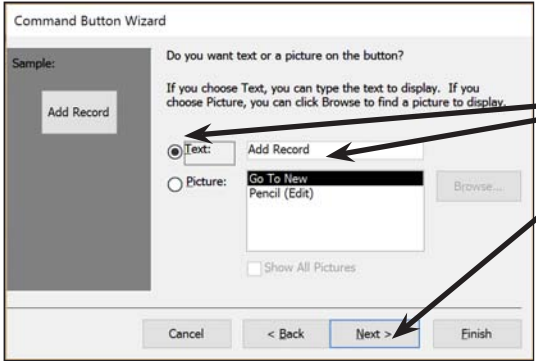 Command Button Wizard
Sample:
Add Record
Do you want text or a picture on the button?
If you choose Text, you can type the text to display. If you
choose Picture, you can click Browse to find a picture to display.
Text:
Add Record
Picture:
Go To New
Pencil (Edit)
Browse...
Show All Pictures
Cancel
< Back
Next >
Finish